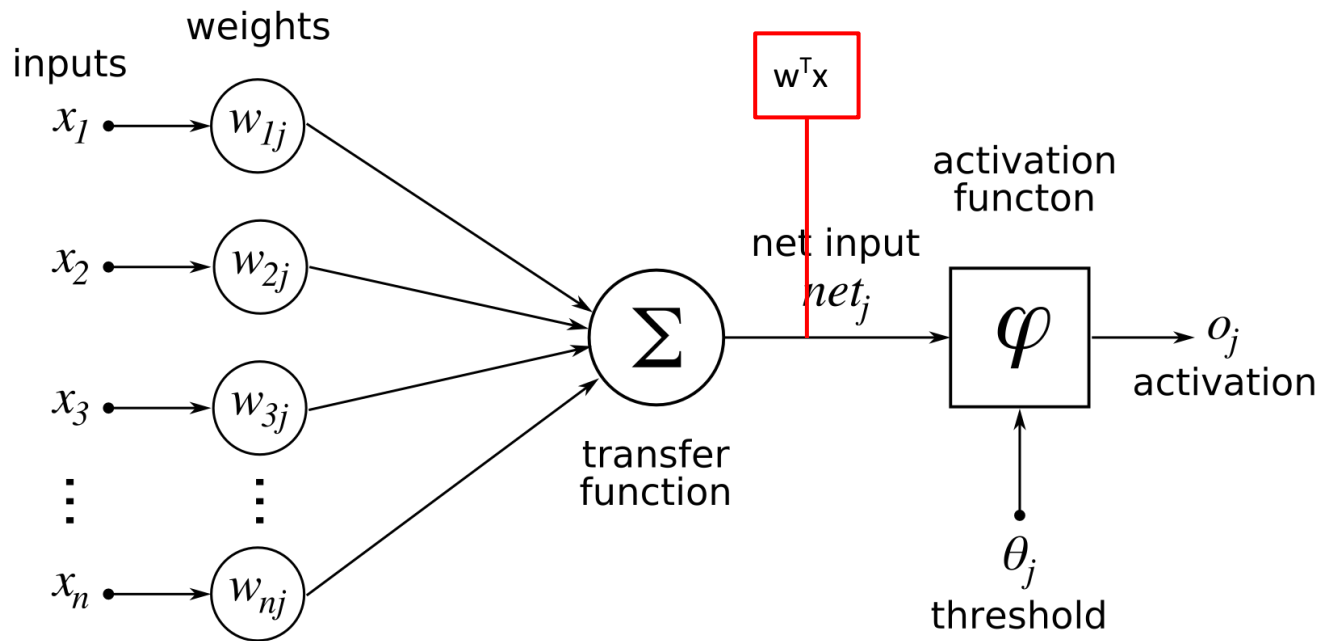 weights
inputs
x₁
w₁ⱼ
x₂
w₂ⱼ
x₃
w₃ⱼ
⋮
⋮
xₙ
wₙⱼ
Σ
transfer
function
wᵀx
net input
netⱼ
activation
functon
φ
oⱼ
activation
θⱼ
threshold